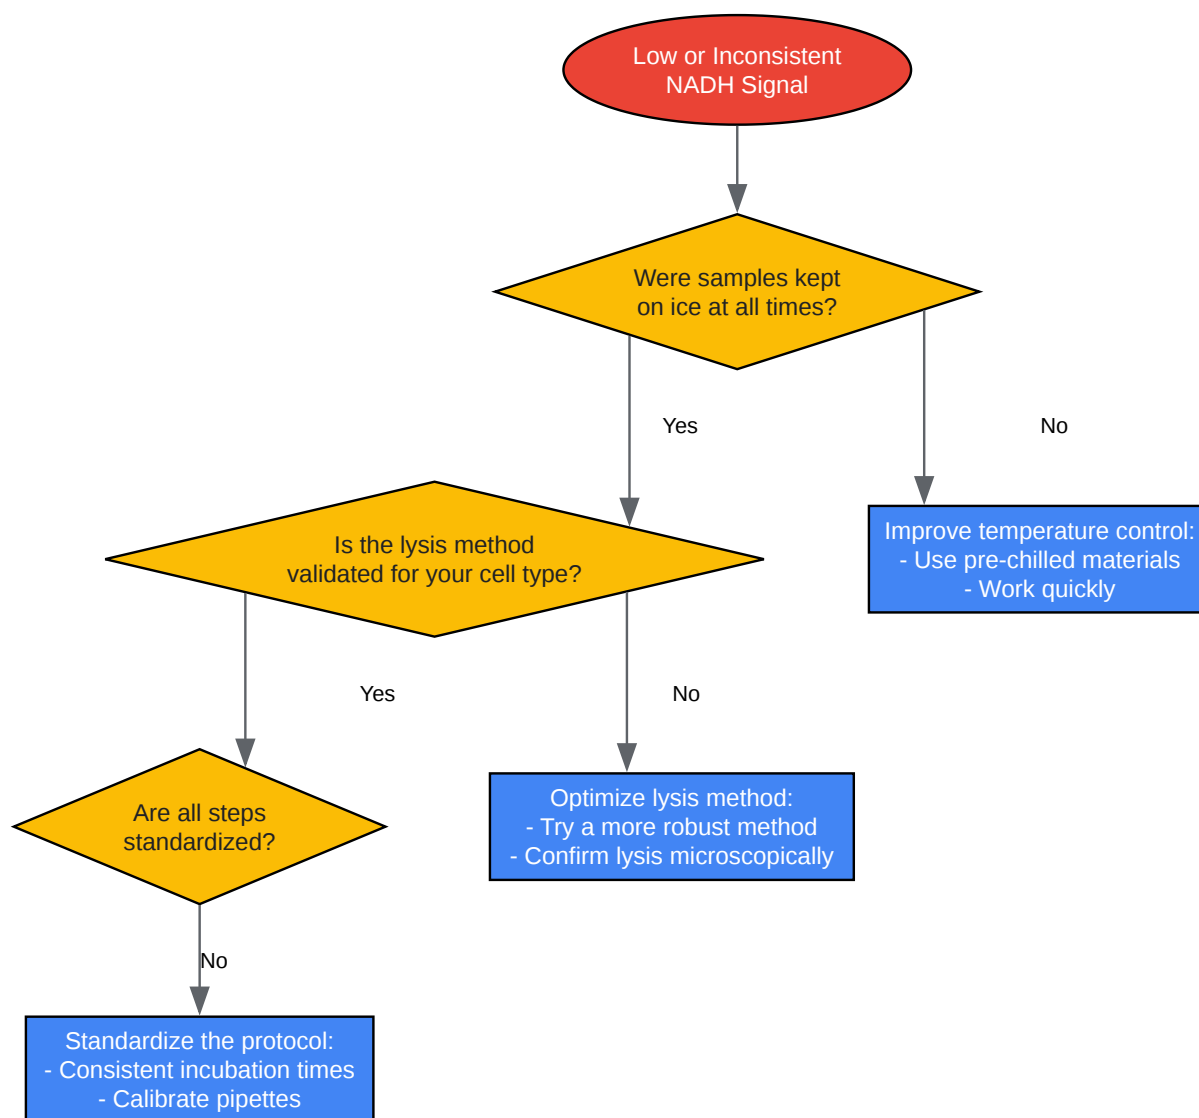 Low or Inconsistent
NADH Signal
Were samples kept
on ice at all times?
Yes
No
Is the lysis method
validated for your cell type?
Improve temperature control:
- Use pre-chilled materials
- Work quickly
Yes
No
Are all steps
standardized?
Optimize lysis method:
- Try a more robust method
- Confirm lysis microscopically
No
Standardize the protocol:
- Consistent incubation times
- Calibrate pipettes